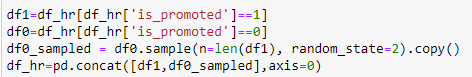 df1=df_hr[df_hr['is_promoted']==1]
df0=df_hr[df_hr['is_promoted']==0]
df0_sampled = df0.sample(n=len(df1), random_state=2).copy()
df_hr=pd.concat([df1,df0_sampled],axis=0)